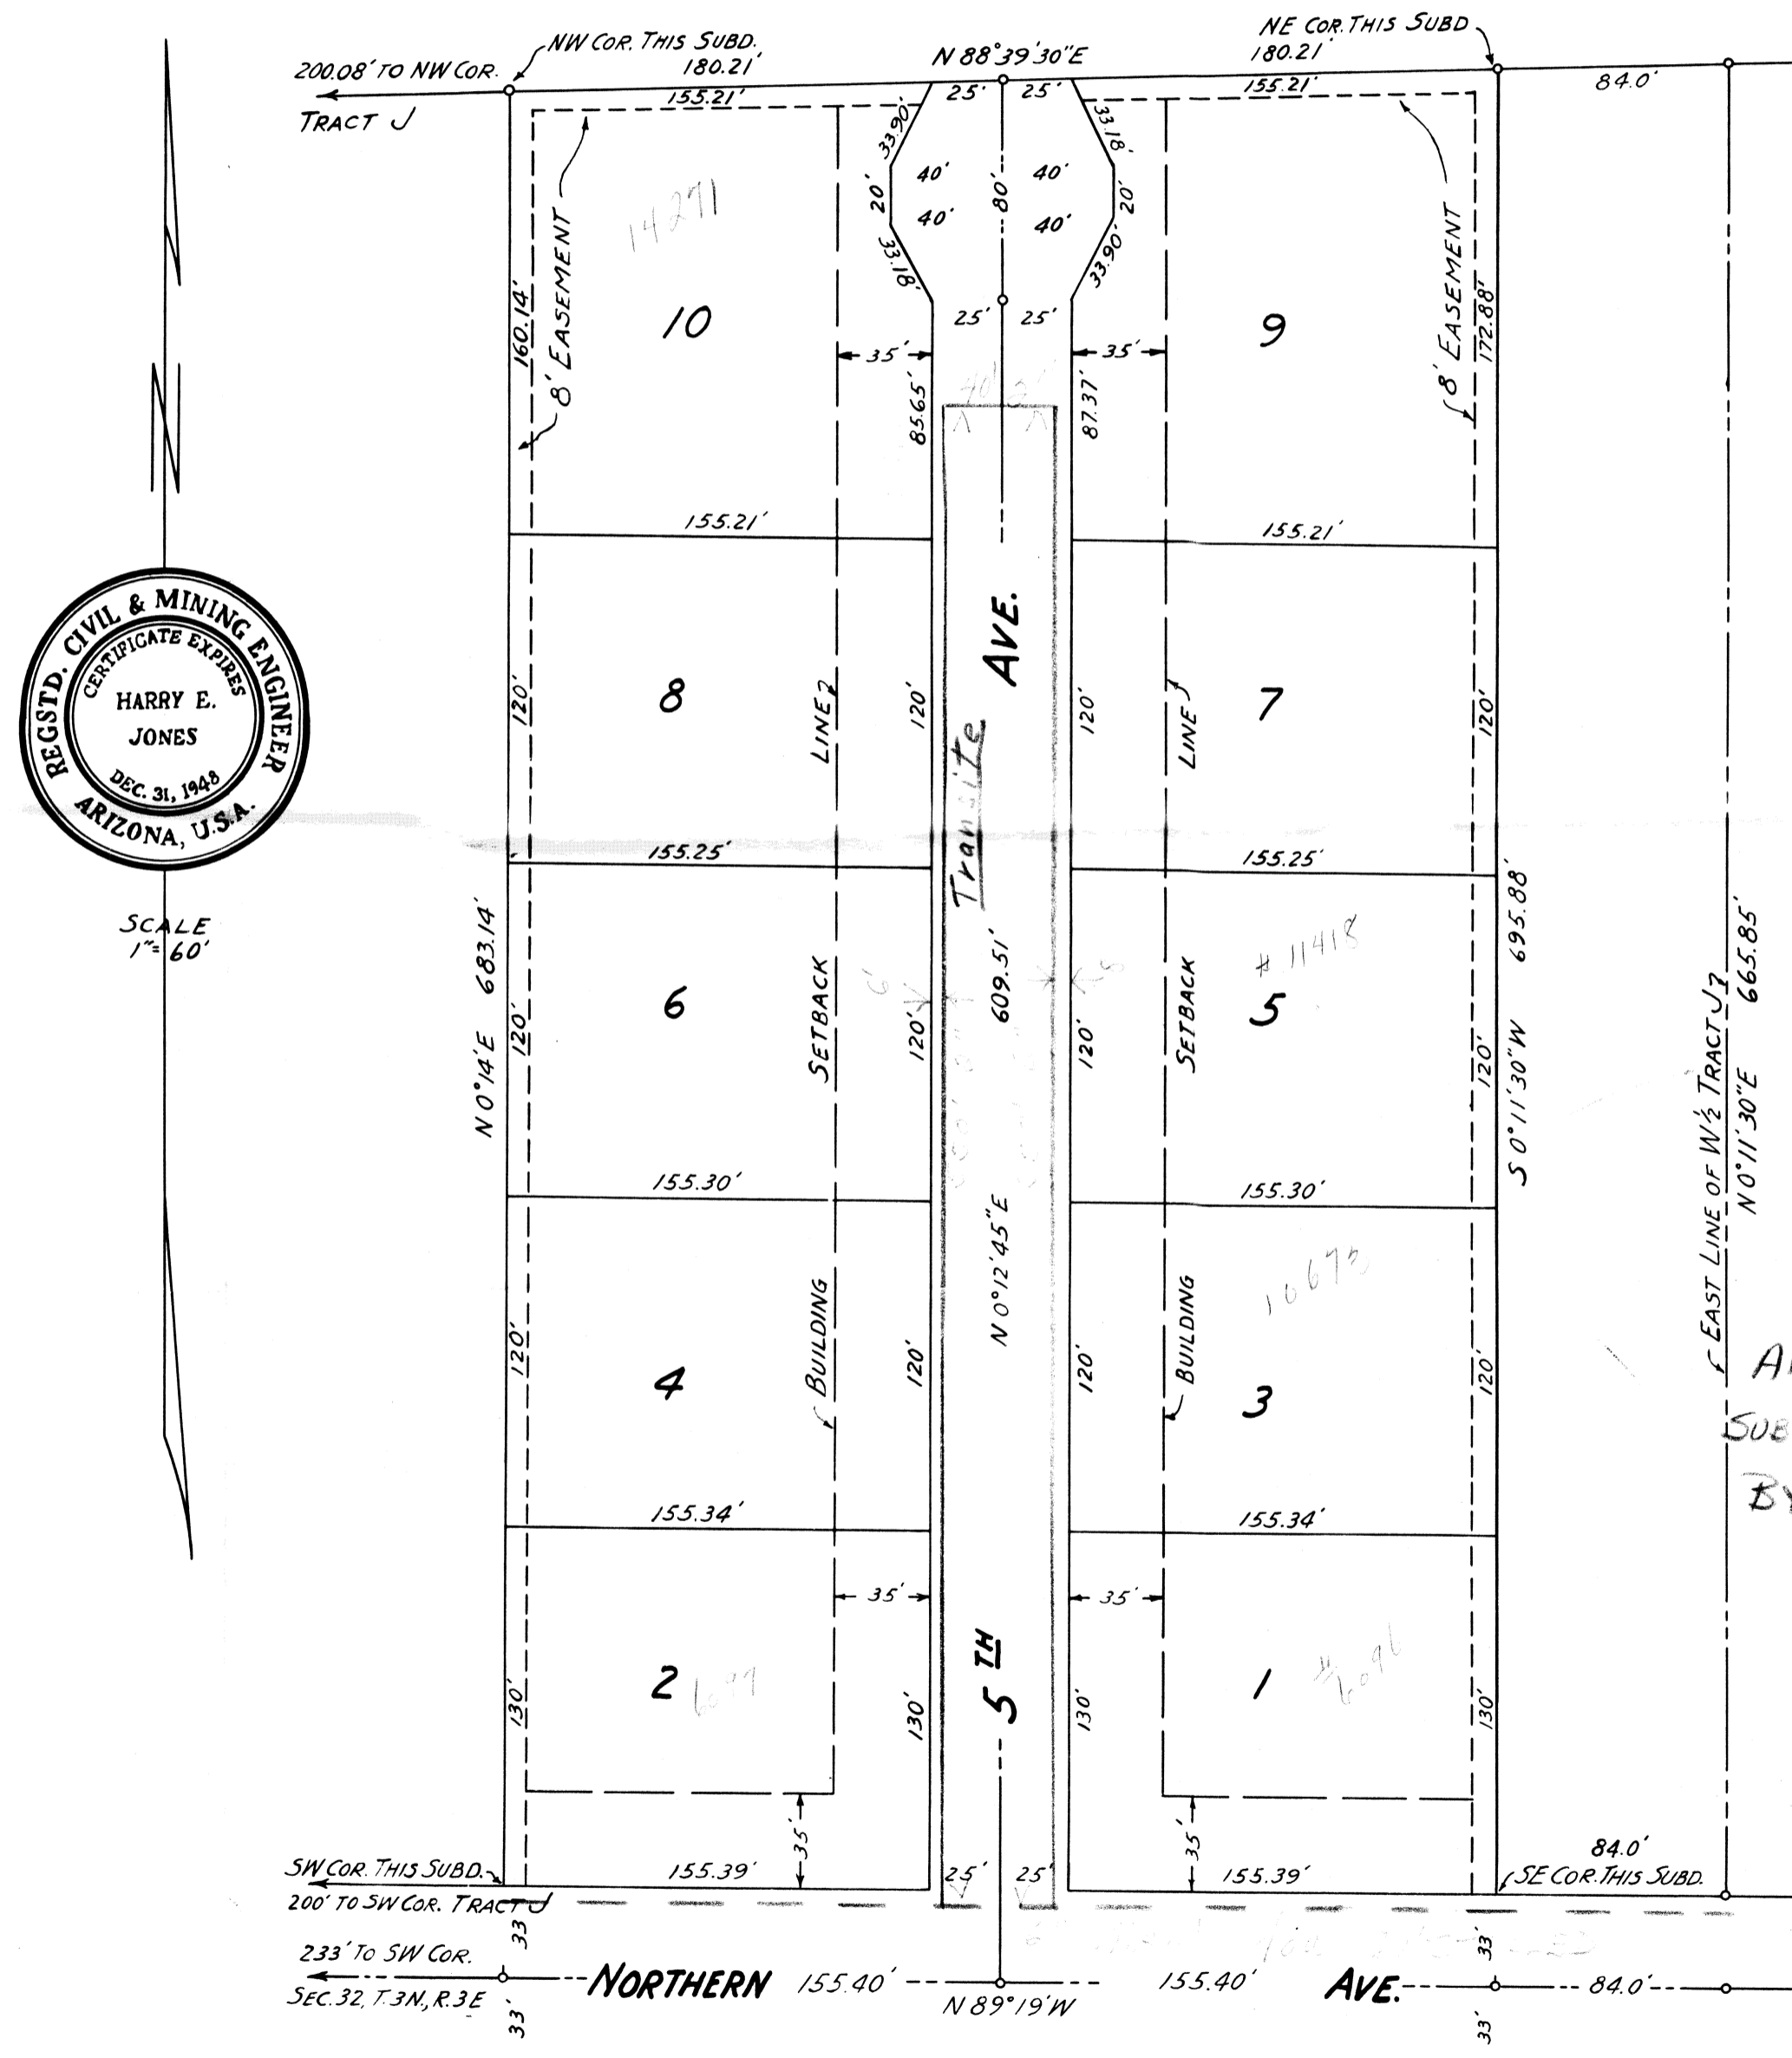 NW COR. THIS SUBD.
NE COR. THIS SUBD
200.08' TO NW COR.
TRACT J
180.21'
N 88°39'30"E
180.21'
84.0'
155.21'
25'
25'
155.21'
33.90'
33.18'
40'
40'
20'
80'
20'
40'
40'
33.18'
33.90'
14271
8' EASEMENT
8' EASEMENT
160.14'
172.88'
10
9
25'
25'
35'
35'
85.65'
87.37'
155.21'
155.21'
REGSTD. CIVIL & MINING ENGINEER
CERTIFICATE EXPIRES
HARRY E.
JONES
DEC. 31, 1948
ARIZONA, U.S.A.
SCALE
1"=60'
N
AVE.
120'
8
LINE
120'
Transite
120'
LINE
7
120'
155.25'
155.25'
N 0°14'E 683.14'
120'
6
SETBACK
6'
120'
609.51'
120'
SETBACK
# 11418
5
120'
S 0°11'30"W 695.88'
EAST LINE OF W½ TRACT J
N 0°11'30"E 665.85'
155.30'
155.30'
N 0°12'45"E
120'
4
BUILDING
120'
120'
BUILDING
10673
3
120'
SUB
BY
155.34'
155.34'
35'
35'
130'
2
130'
5TH
130'
1
#6096
130'
35'
35'
SW COR. THIS SUBD.
155.39'
25'
25'
155.39'
84.0'
SE COR. THIS SUBD.
200' TO SW COR. TRACT J
33'
33'
233' TO SW COR.
SEC. 32, T.3N., R.3E
NORTHERN 155.40'
N 89°19'W
155.40' AVE.
84.0'
33'
33'